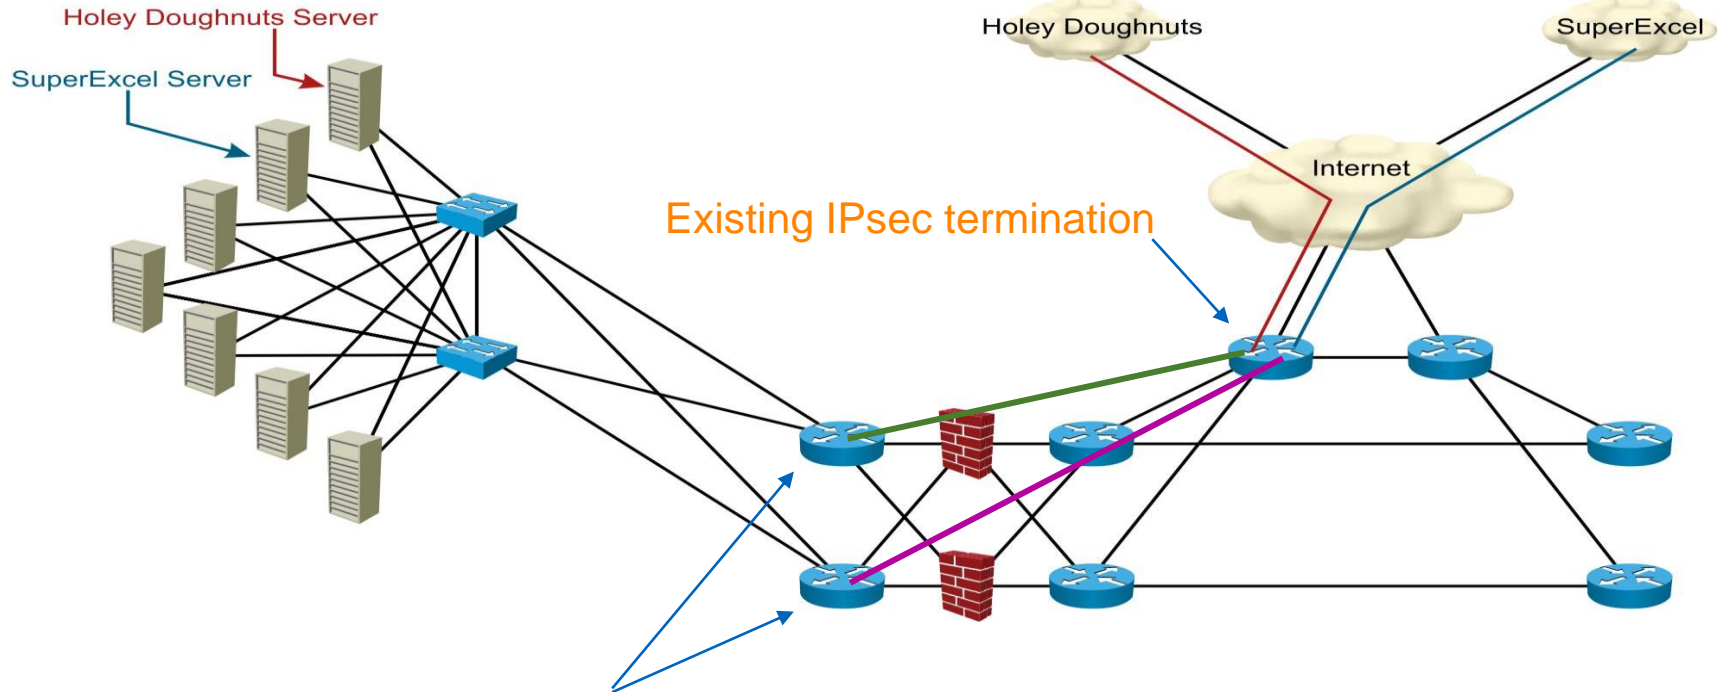 Holey Doughnuts Server
SuperExcel Server
Holey Doughnuts
SuperExcel
Internet
Existing IPsec termination